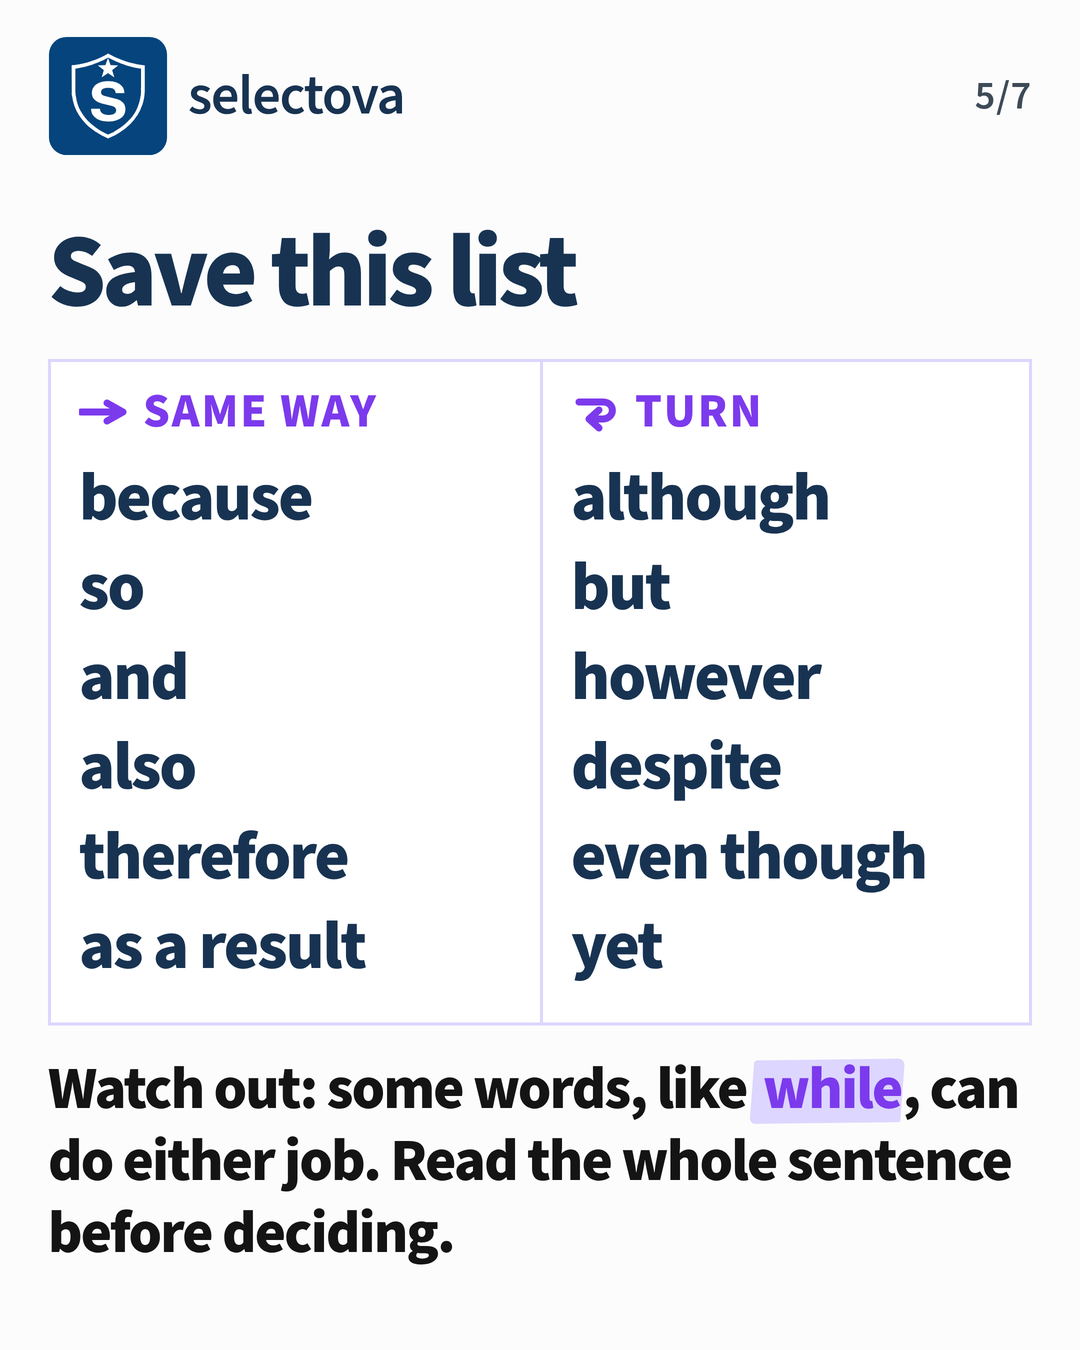 S
selectova
5/7
Save this list
SAME WAY
because
so
and
also
therefore
as a result
TURN
although
but
however
despite
even though
yet
Watch out: some words, like while, can
do either job. Read the whole sentence
before deciding.